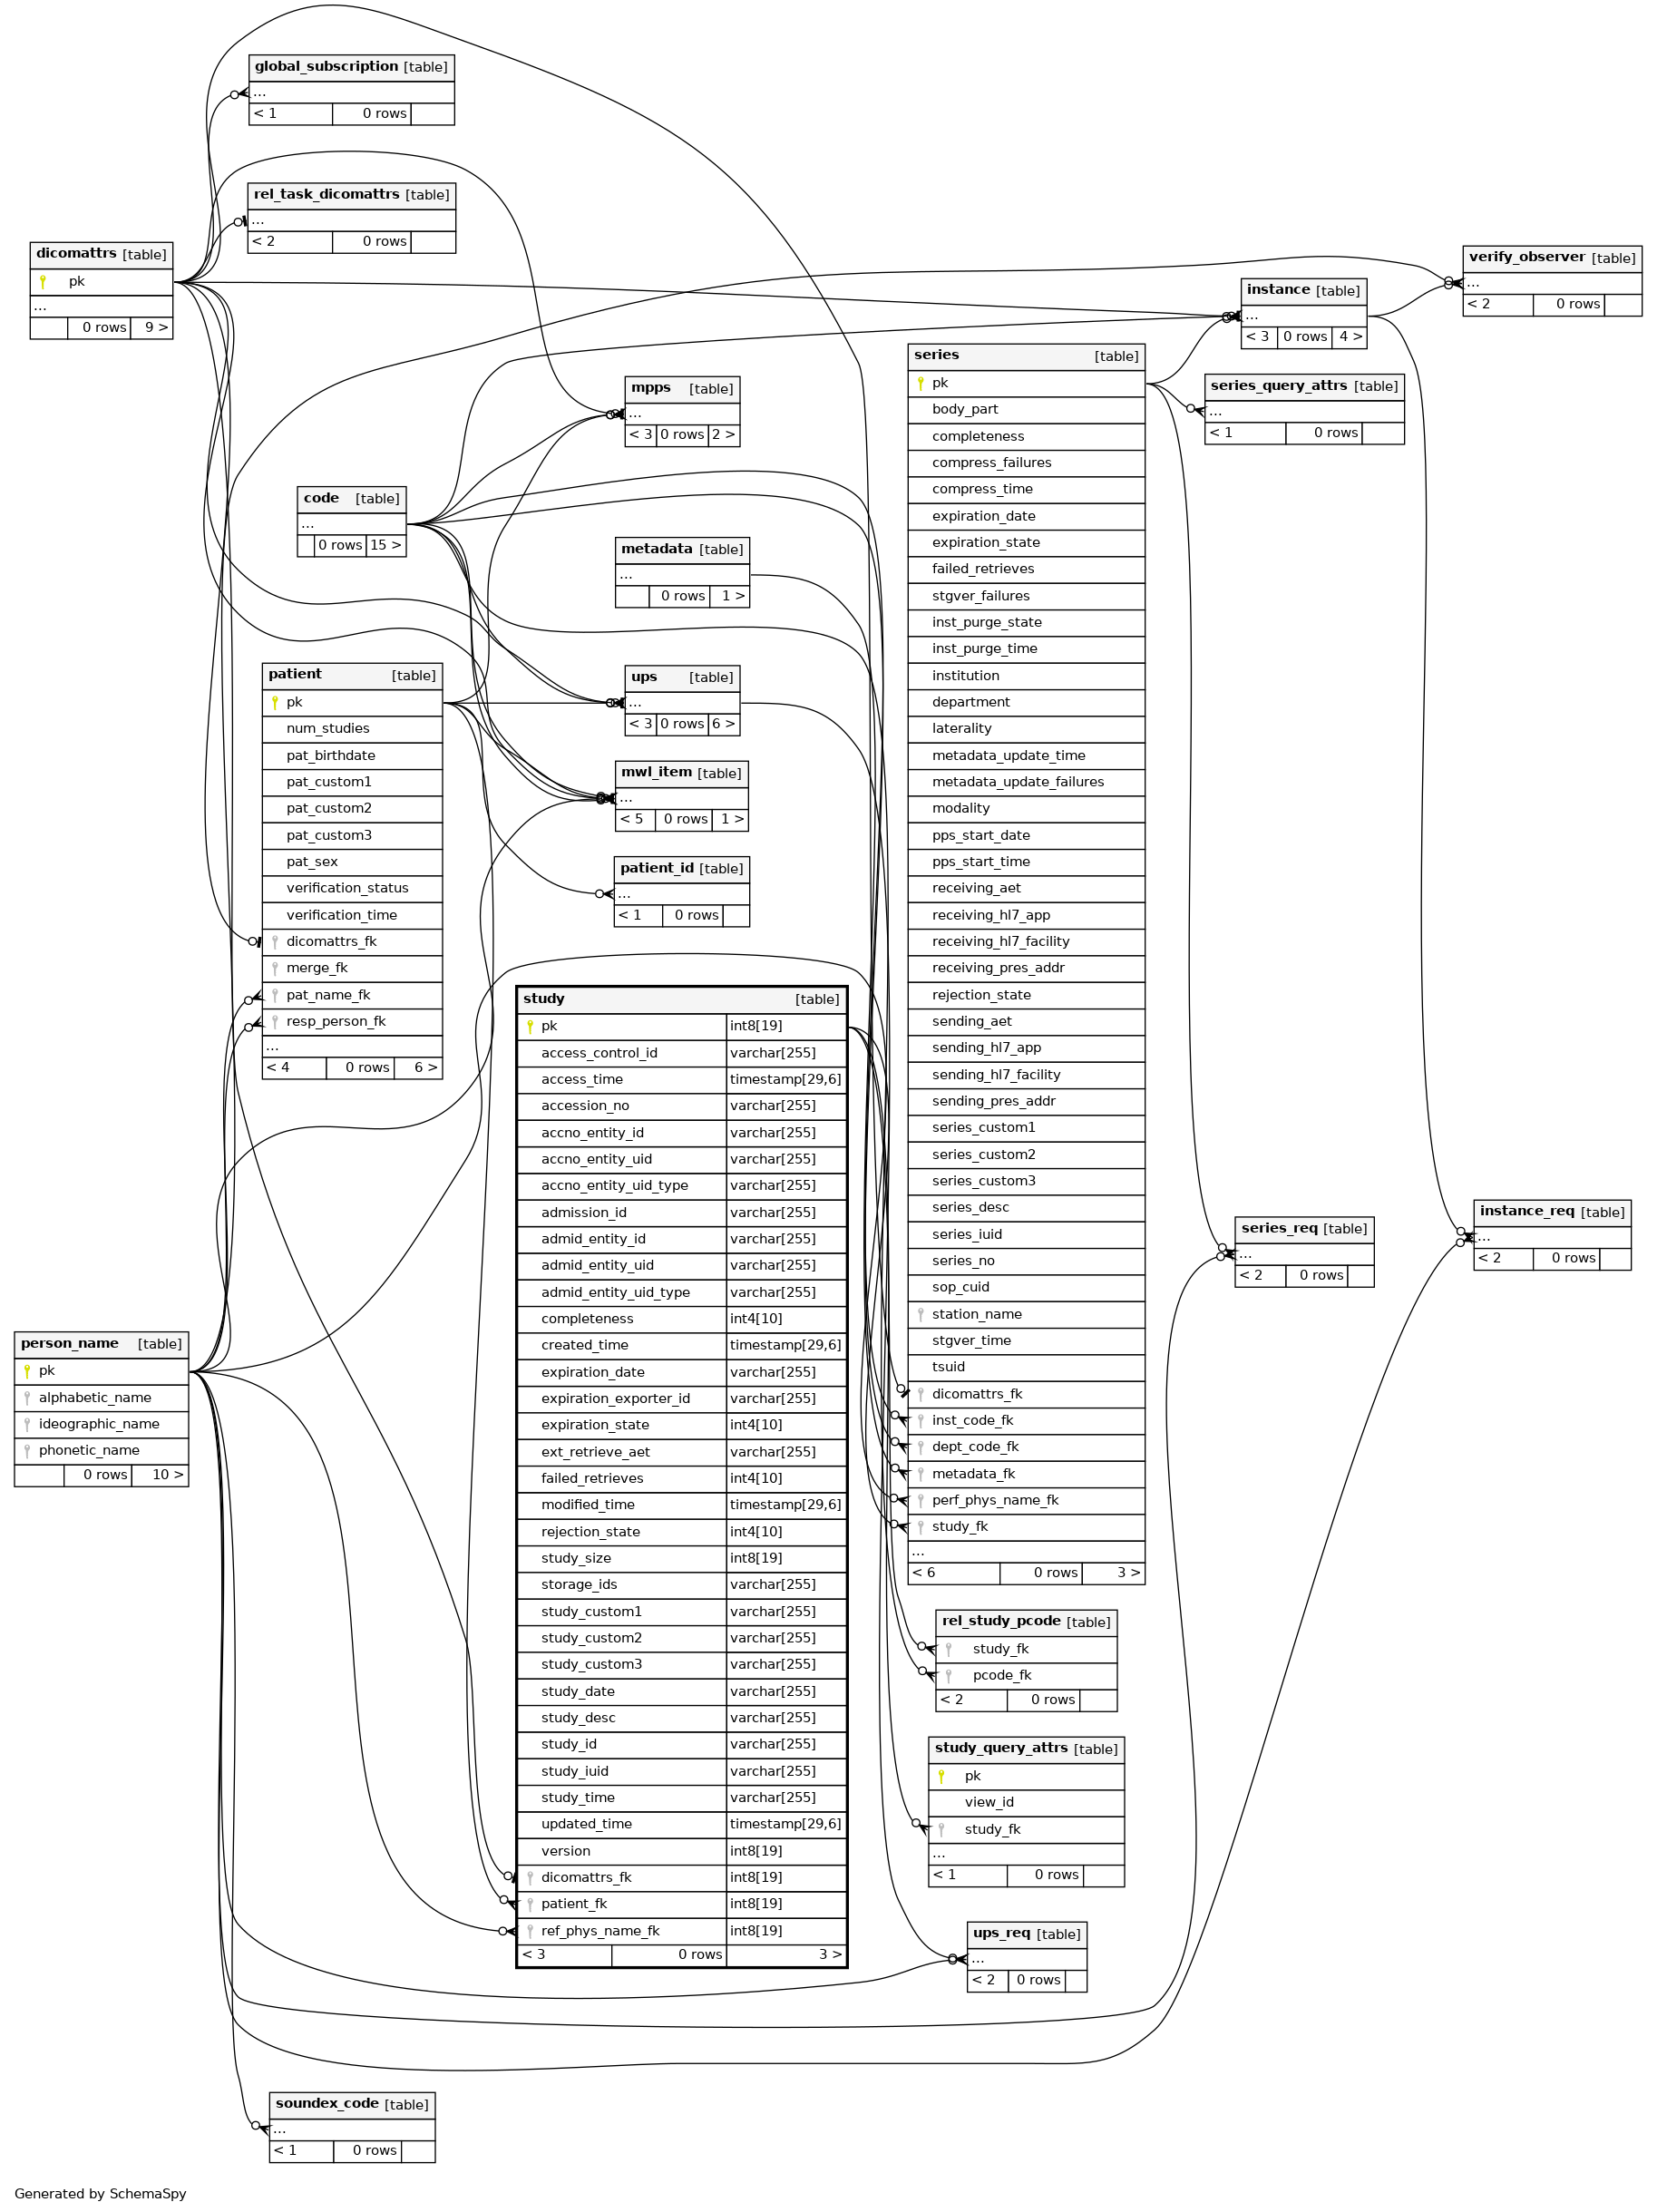 global_subscription [table]
...
< 1 0 rows
rel_task_dicomattrs [table]
...
< 2 0 rows
dicomattrs [table]
pk
...
0 rows 9 >
verify_observer [table]
...
< 2 0 rows
instance [table]
...
< 3 0 rows 4 >
series_query_attrs [table]
...
< 1 0 rows
mpps [table]
...
< 3 0 rows 2 >
code [table]
...
0 rows 15 >
metadata [table]
...
0 rows 1 >
ups [table]
...
< 3 0 rows 6 >
mwl_item [table]
...
< 5 0 rows 1 >
patient_id [table]
...
< 1 0 rows
patient [table]
pk
num_studies
pat_birthdate
pat_custom1
pat_custom2
pat_custom3
pat_sex
verification_status
verification_time
dicomattrs_fk
merge_fk
pat_name_fk
resp_person_fk
...
< 4 0 rows 6 >
series [table]
pk
body_part
completeness
compress_failures
compress_time
expiration_date
expiration_state
failed_retrieves
stgver_failures
inst_purge_state
inst_purge_time
institution
department
laterality
metadata_update_time
metadata_update_failures
modality
pps_start_date
pps_start_time
receiving_aet
receiving_hl7_app
receiving_hl7_facility
receiving_pres_addr
rejection_state
sending_aet
sending_hl7_app
sending_hl7_facility
sending_pres_addr
series_custom1
series_custom2
series_custom3
series_desc
series_iuid
series_no
sop_cuid
station_name
stgver_time
tsuid
dicomattrs_fk
inst_code_fk
dept_code_fk
metadata_fk
perf_phys_name_fk
study_fk
...
< 6 0 rows 3 >
study [table]
pk int8[19]
access_control_id varchar[255]
access_time timestamp[29,6]
accession_no varchar[255]
accno_entity_id varchar[255]
accno_entity_uid varchar[255]
accno_entity_uid_type varchar[255]
admission_id varchar[255]
admid_entity_id varchar[255]
admid_entity_uid varchar[255]
admid_entity_uid_type varchar[255]
completeness int4[10]
created_time timestamp[29,6]
expiration_date varchar[255]
expiration_exporter_id varchar[255]
expiration_state int4[10]
ext_retrieve_aet varchar[255]
failed_retrieves int4[10]
modified_time timestamp[29,6]
rejection_state int4[10]
study_size int8[19]
storage_ids varchar[255]
study_custom1 varchar[255]
study_custom2 varchar[255]
study_custom3 varchar[255]
study_date varchar[255]
study_desc varchar[255]
study_id varchar[255]
study_iuid varchar[255]
study_time varchar[255]
updated_time timestamp[29,6]
version int8[19]
dicomattrs_fk int8[19]
patient_fk int8[19]
ref_phys_name_fk int8[19]
< 3 0 rows 3 >
series_req [table]
...
< 2 0 rows
instance_req [table]
...
< 2 0 rows
person_name [table]
pk
alphabetic_name
ideographic_name
phonetic_name
0 rows 10 >
rel_study_pcode [table]
study_fk
pcode_fk
< 2 0 rows
study_query_attrs [table]
pk
view_id
study_fk
...
< 1 0 rows
ups_req [table]
...
< 2 0 rows
soundex_code [table]
...
< 1 0 rows
Generated by SchemaSpy